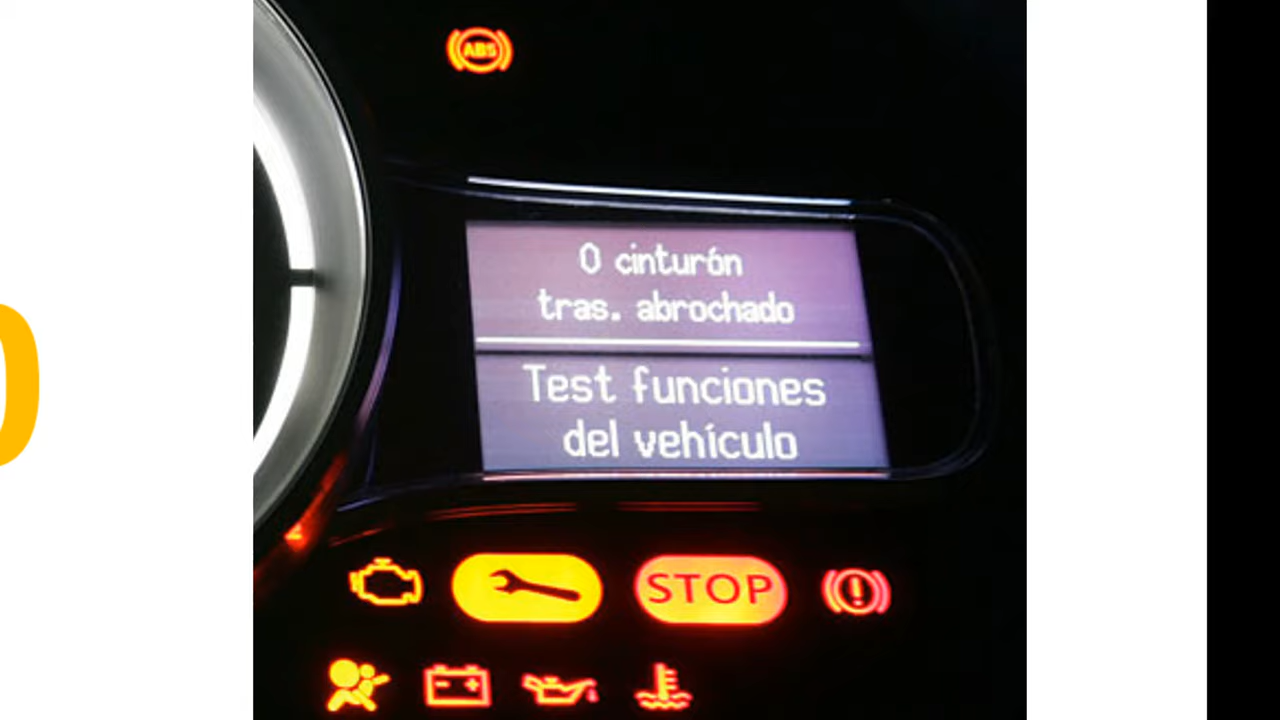 ABS
0 cinturón
tras. abrochado
Test funciones
del vehículo
STOP